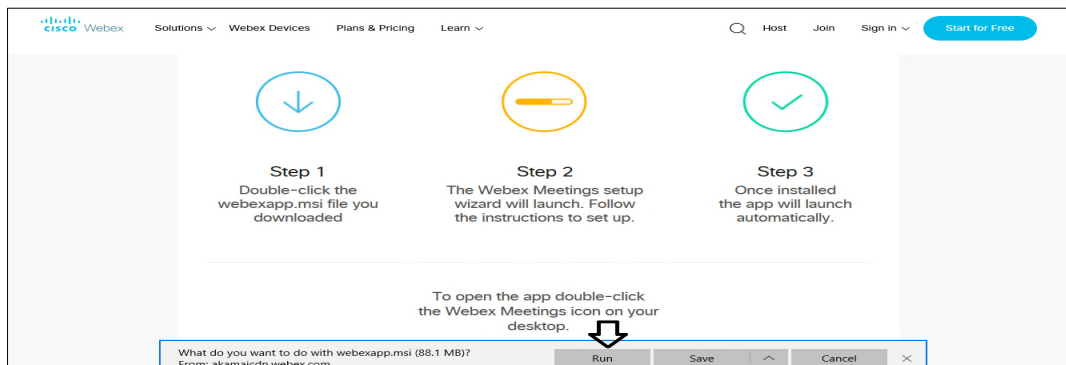 CISCO Webex Solutions Webex Devices Plans & Pricing Learn Host Join Sign in Start for Free
Step 1
Double-click the
webexapp.msi file you
downloaded
Step 2
The Webex Meetings setup
wizard will launch. Follow
the instructions to set up.
Step 3
Once installed
the app will launch
automatically.
To open the app double-click
the Webex Meetings icon on your
desktop.
What do you want to do with webexapp.msi (88.1 MB)?
From: akamaicdn.webex.com
Run Save Cancel